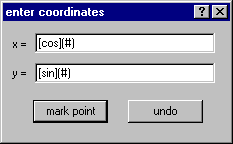 enter coordinates ?
x = [cos](#)
y = [sin](#)
mark point undo